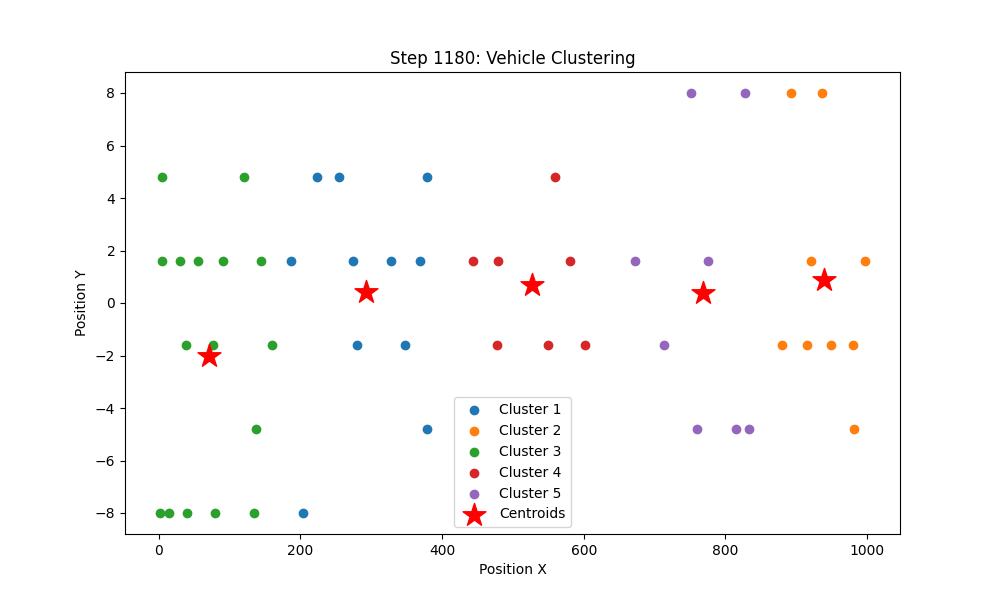 Step 1180: Vehicle Clustering
Position Y
8
6
4
2
0
−2
−4
−6
−8
Cluster 1
Cluster 2
Cluster 3
Cluster 4
Cluster 5
Centroids
0 200 400 600 800 1000
Position X